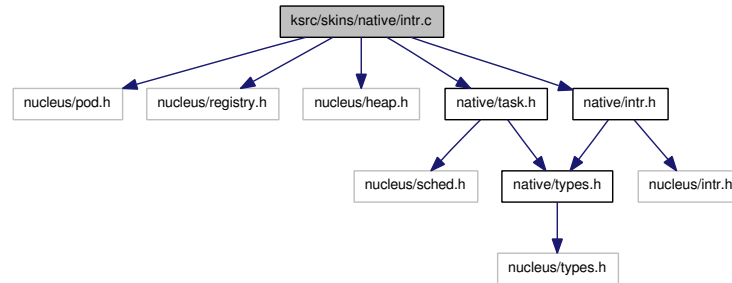 ksrc/skins/native/intr.c
nucleus/pod.h
nucleus/registry.h
nucleus/heap.h
native/task.h
native/intr.h
nucleus/sched.h
native/types.h
nucleus/intr.h
nucleus/types.h